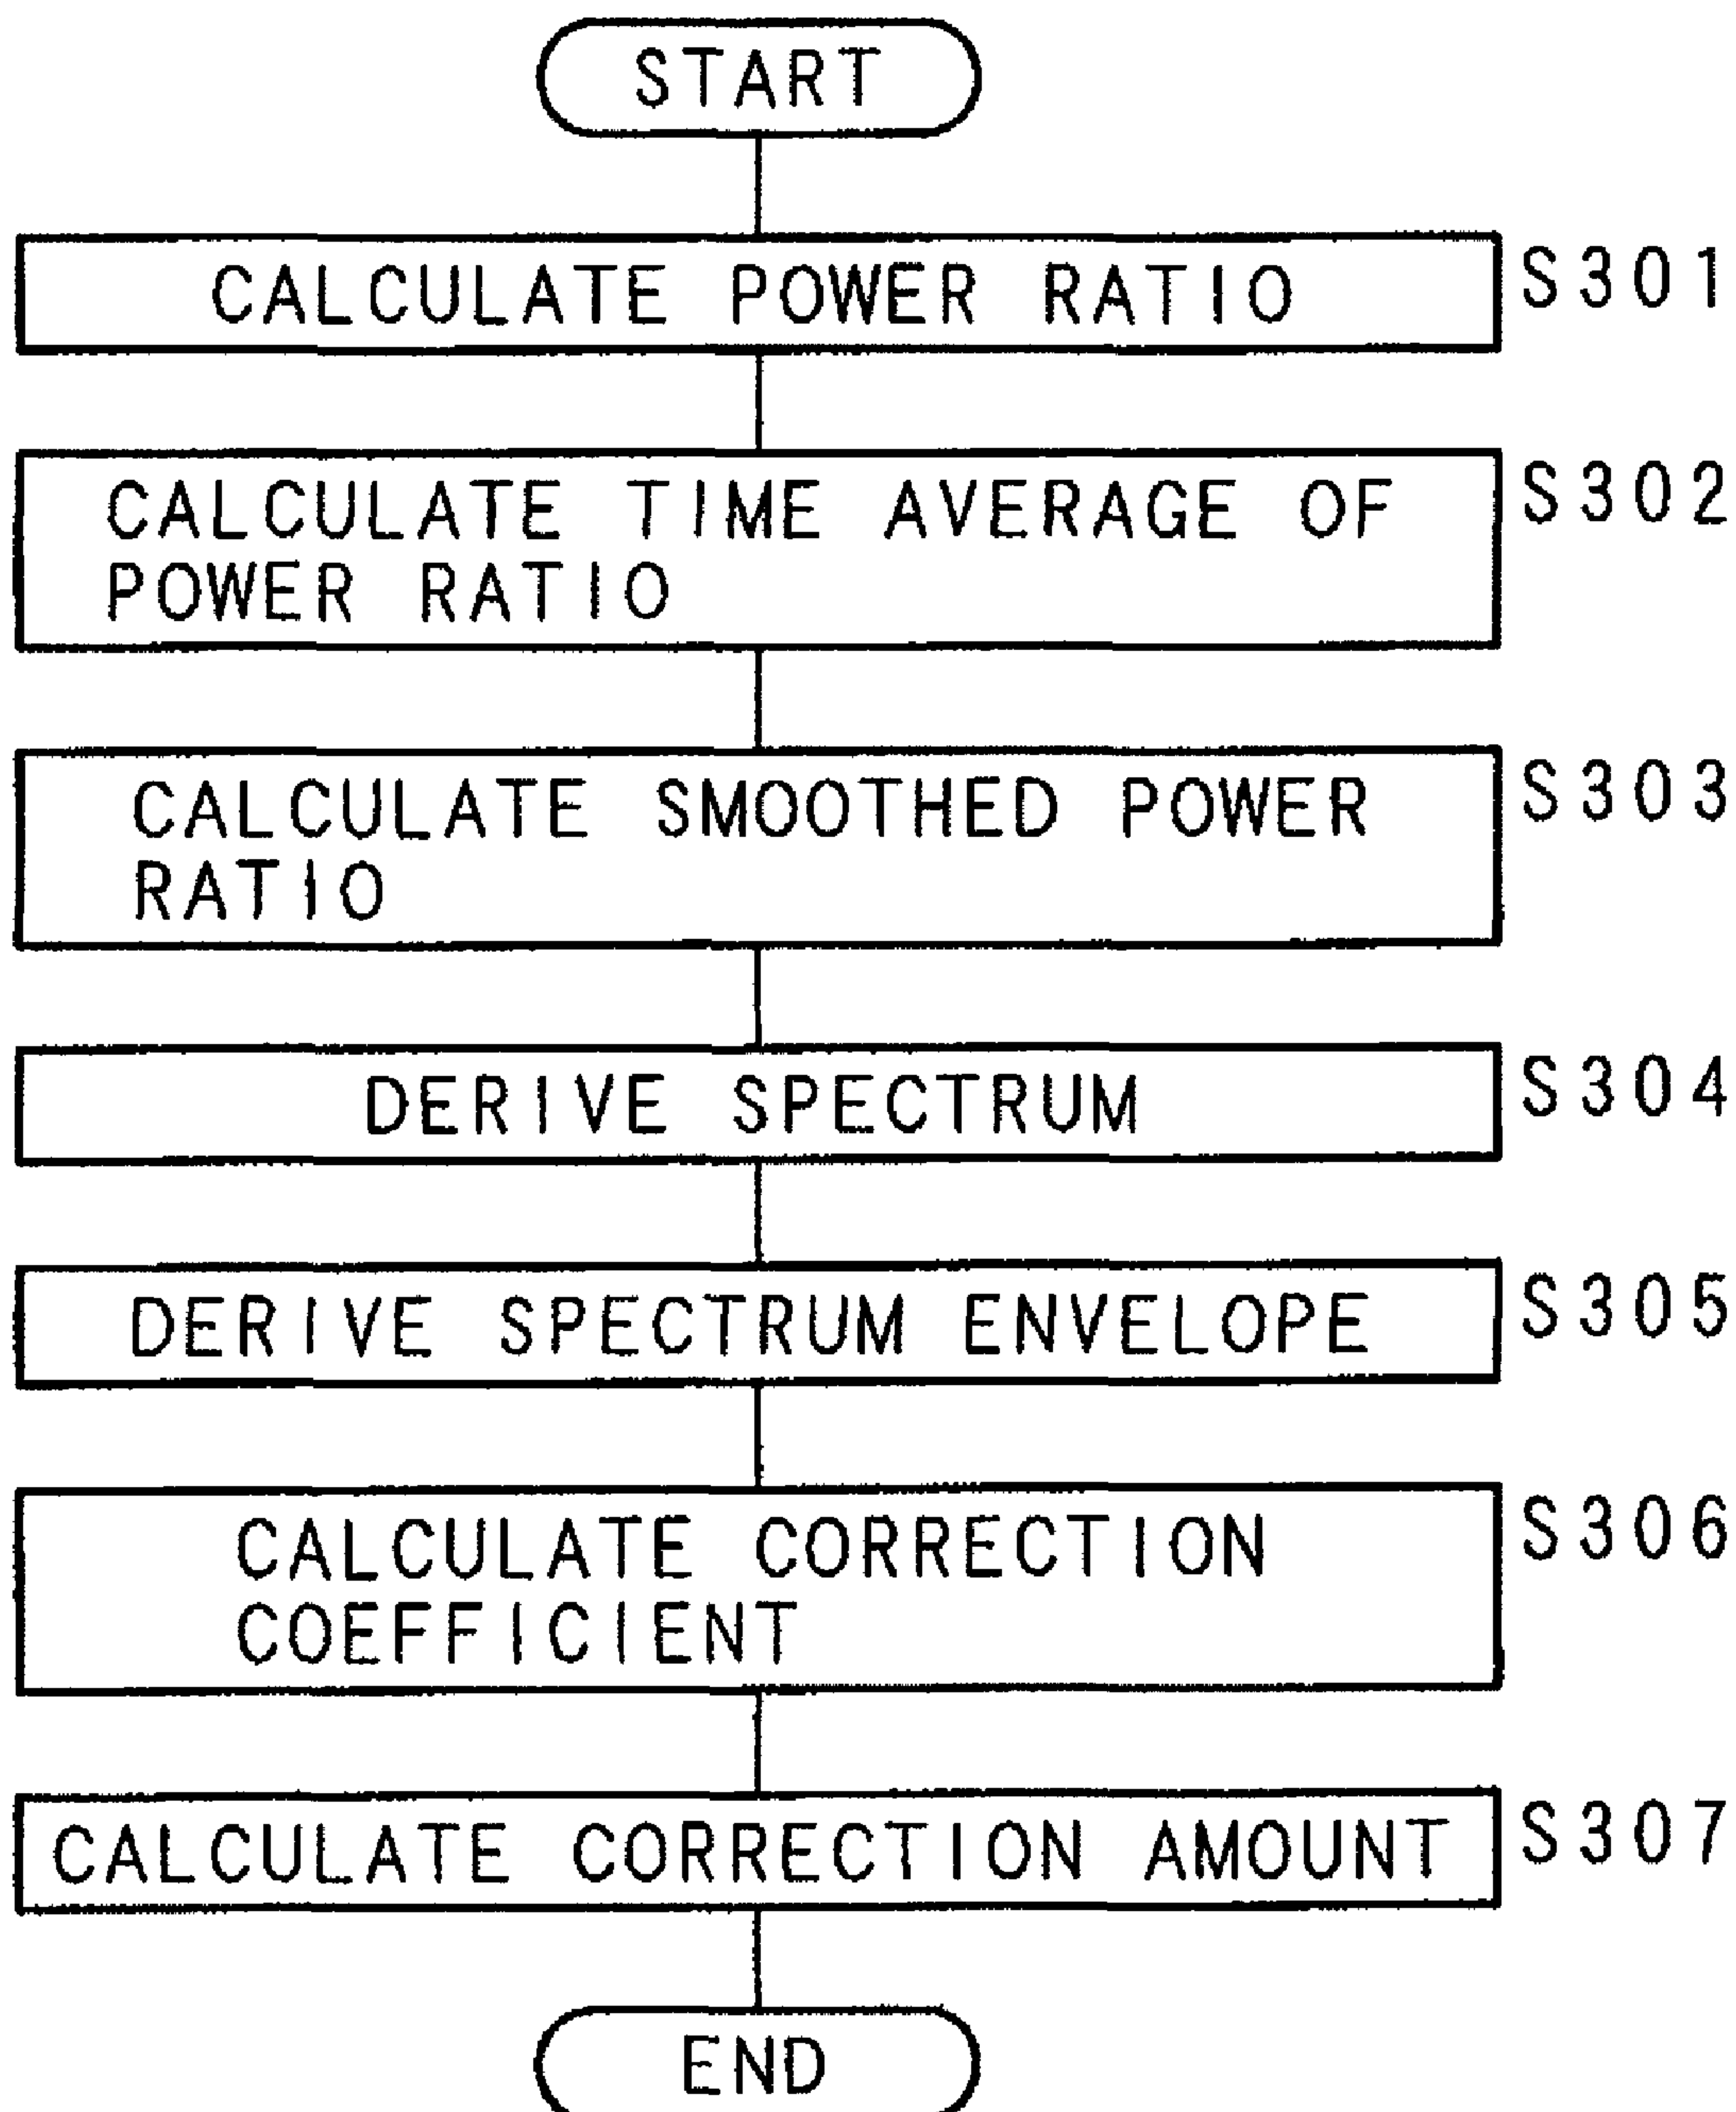 START
CALCULATE POWER RATIO S301
CALCULATE TIME AVERAGE OF S302
POWER RATIO
CALCULATE SMOOTHED POWER S303
RATIO
DERIVE SPECTRUM S304
DERIVE SPECTRUM ENVELOPE S305
CALCULATE CORRECTION S306
COEFFICIENT
CALCULATE CORRECTION AMOUNT S307
END